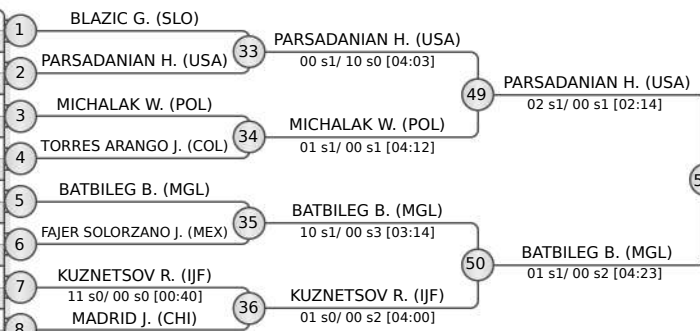 1
BLAZIC G. (SLO)
2
PARSADANIAN H. (USA)
33
PARSADANIAN H. (USA)
00 s1/ 10 s0 [04:03]
3
MICHALAK W. (POL)
4
TORRES ARANGO J. (COL)
34
MICHALAK W. (POL)
01 s1/ 00 s1 [04:12]
49
PARSADANIAN H. (USA)
02 s1/ 00 s1 [02:14]
5
BATBILEG B. (MGL)
6
FAJER SOLORZANO J. (MEX)
35
BATBILEG B. (MGL)
10 s1/ 00 s3 [03:14]
7
KUZNETSOV R. (IJF)
11 s0/ 00 s0 [00:40]
8
MADRID J. (CHI)
36
KUZNETSOV R. (IJF)
01 s0/ 00 s2 [04:00]
50
BATBILEG B. (MGL)
01 s1/ 00 s2 [04:23]